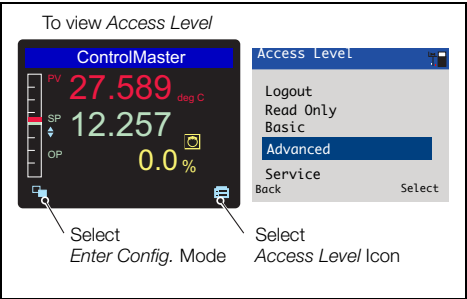 To view Access Level
ControlMaster
PV 27.589 deg C
SP 12.257
OP 0.0 %
Access Level
Logout
Read Only
Basic
Advanced
Service
Back Select
Select
Enter Config. Mode
Select
Access Level Icon